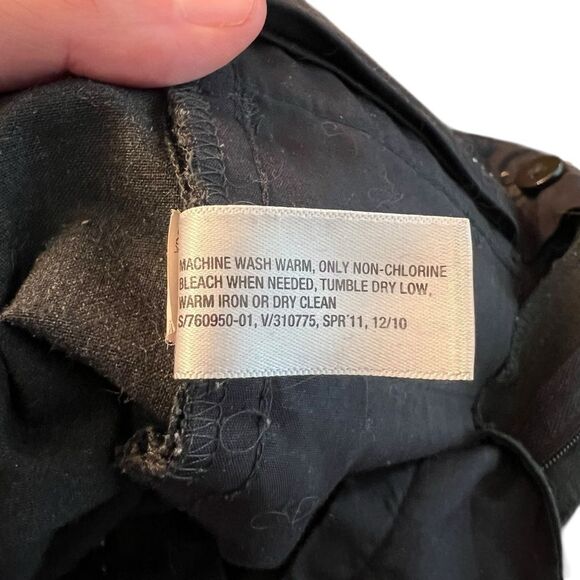 MACHINE WASH WARM, ONLY NON-CHLORINE
BLEACH WHEN NEEDED, TUMBLE DRY LOW,
WARM IRON OR DRY CLEAN
S/760950-01, V/310775, SPR'11, 12/10